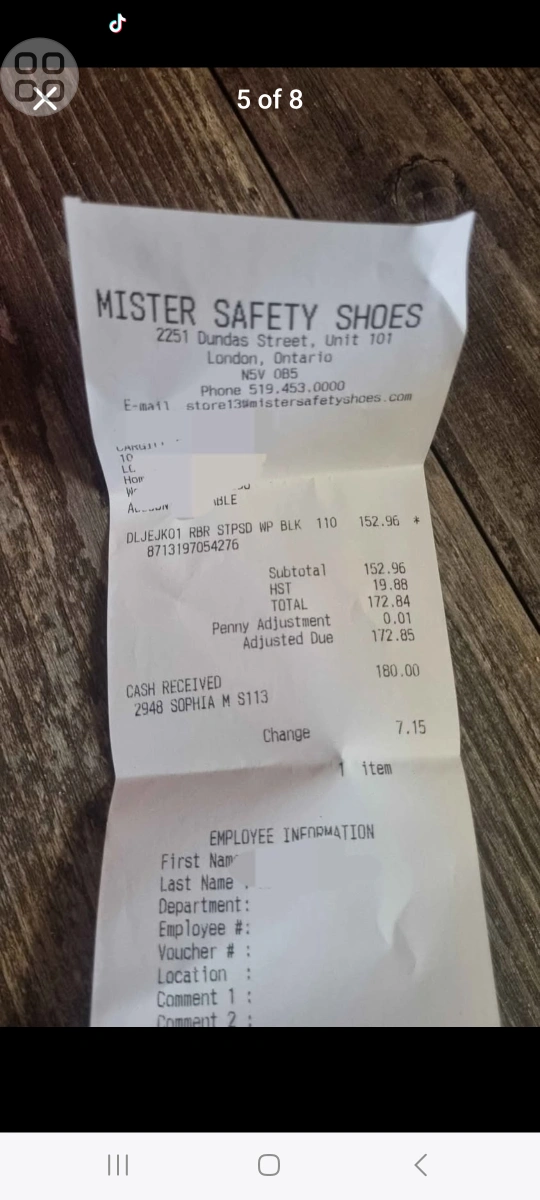 5 of 8
MISTER SAFETY SHOES
2251 Dundas Street, Unit 101
London, Ontario
N5V 0B5
Phone 519.453.0000
E-mail store13@mistersafetyshoes.com
10
DLJEJK01 RBR STPSD WP BLK 110 152.96 *
8713197054276
Subtotal 152.96
HST 19.88
TOTAL 172.84
Penny Adjustment 0.01
Adjusted Due 172.85
180.00
CASH RECEIVED
2948 SOPHIA M S113
Change 7.15
1 item
EMPLOYEE INFORMATION
First Nam
Last Name
Department:
Employee #:
Voucher # :
Location :
Comment 1 :
Comment 2 :